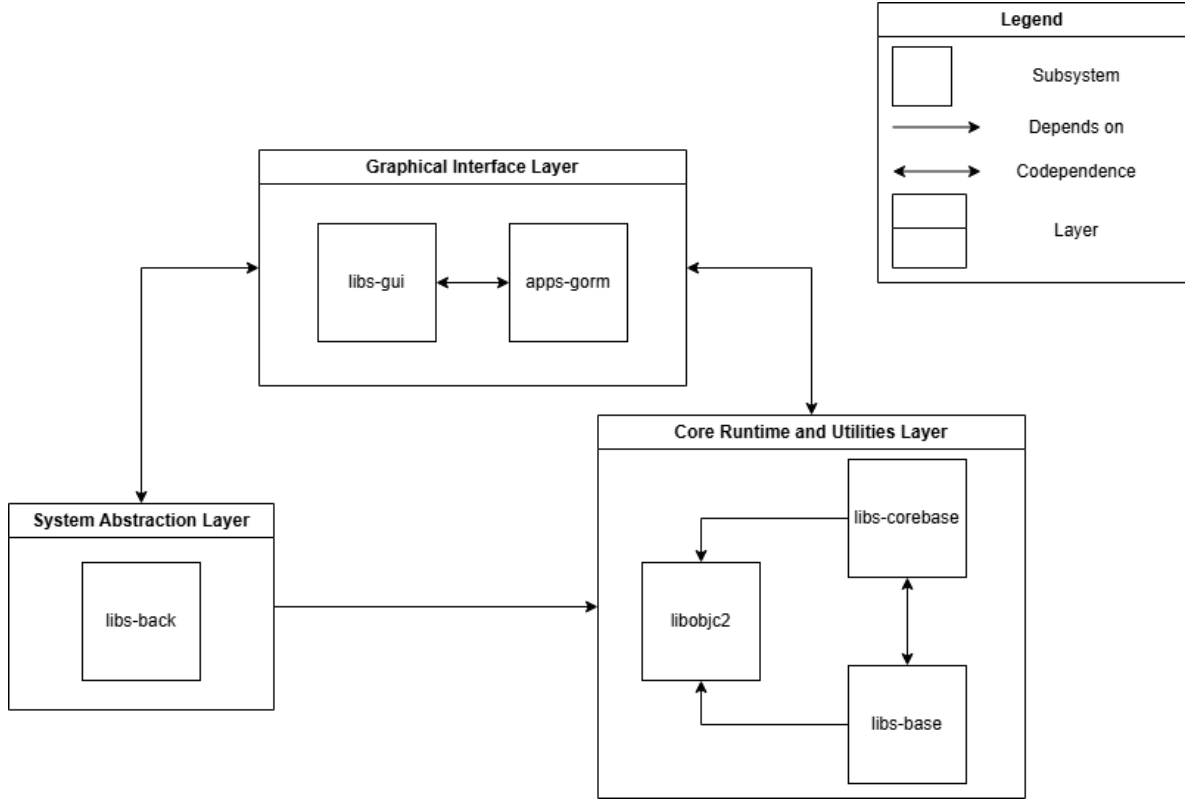 Legend
Subsystem
Depends on
Codependence
Layer
Graphical Interface Layer
libs-gui
apps-gorm
Core Runtime and Utilities Layer
libs-corebase
libobjc2
libs-base
System Abstraction Layer
libs-back